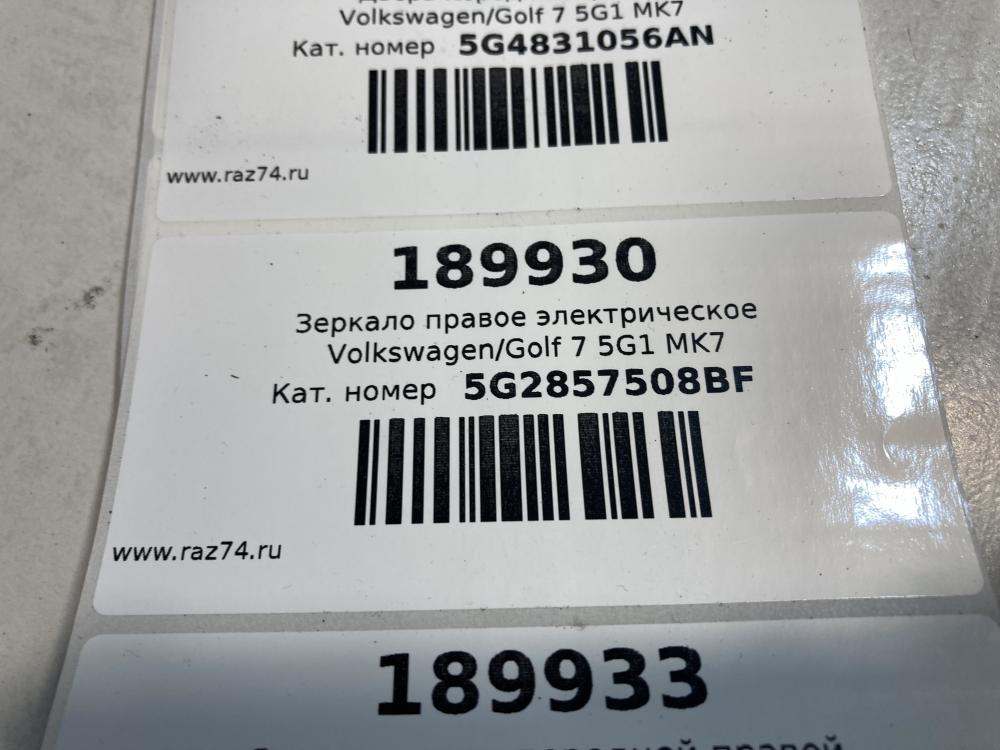 Volkswagen/Golf 7 5G1 MK7
Кат. номер 5G4831056AN
www.raz74.ru
189930
Зеркало правое электрическое
Volkswagen/Golf 7 5G1 MK7
Кат. номер 5G2857508BF
www.raz74.ru
189933